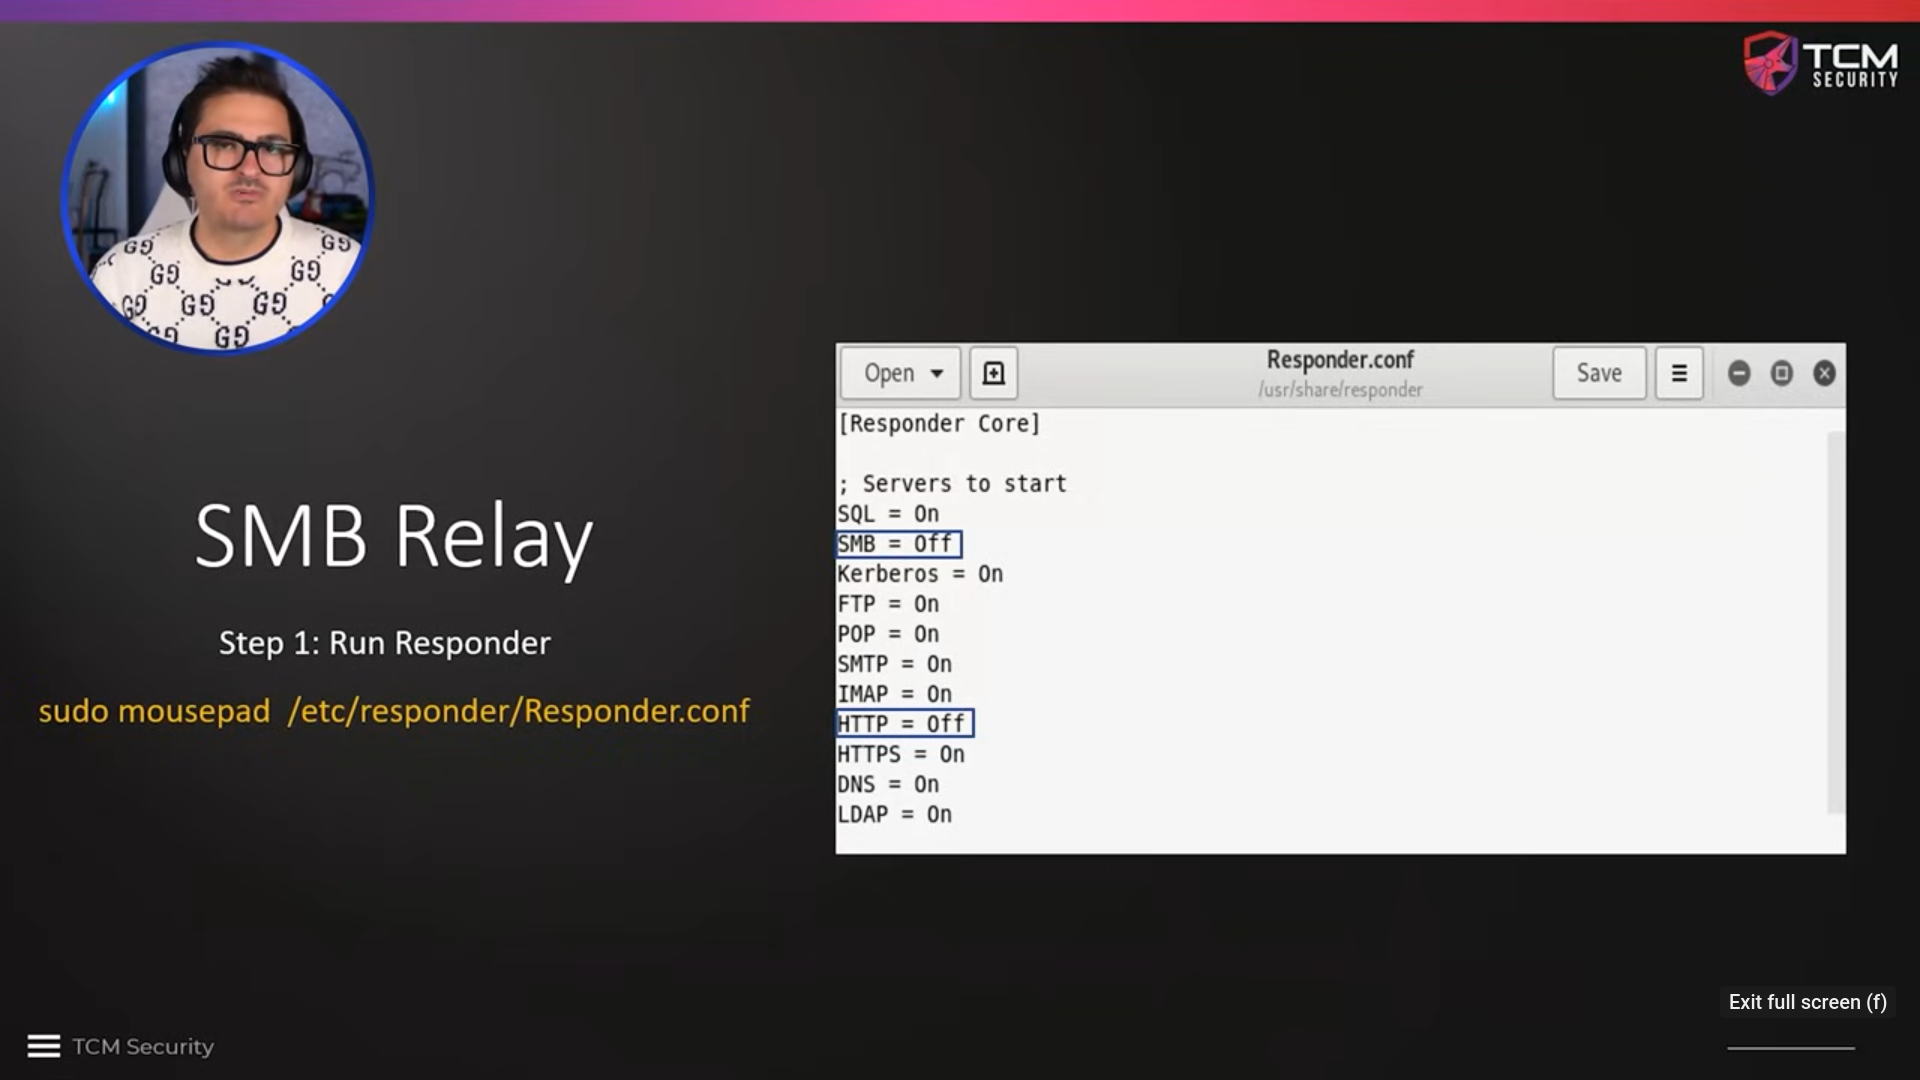 TCM
SECURITY
SMB Relay
Step 1: Run Responder
sudo mousepad  /etc/responder/Responder.conf
Open
Responder.conf
/usr/share/responder
Save
[Responder Core]
; Servers to start
SQL = On
SMB = Off
Kerberos = On
FTP = On
POP = On
SMTP = On
IMAP = On
HTTP = Off
HTTPS = On
DNS = On
LDAP = On
Exit full screen (f)
TCM Security